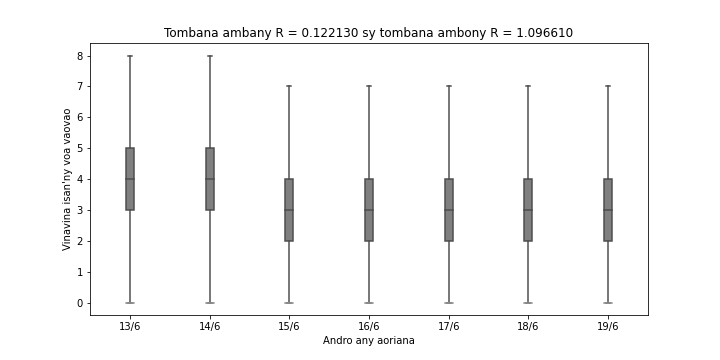 Tombana ambany R = 0.122130 sy tombana ambony R = 1.096610
Vinavina isan'ny voa vaovao
8
7
6
5
4
3
2
1
0
13/6 14/6 15/6 16/6 17/6 18/6 19/6
Andro any aoriana